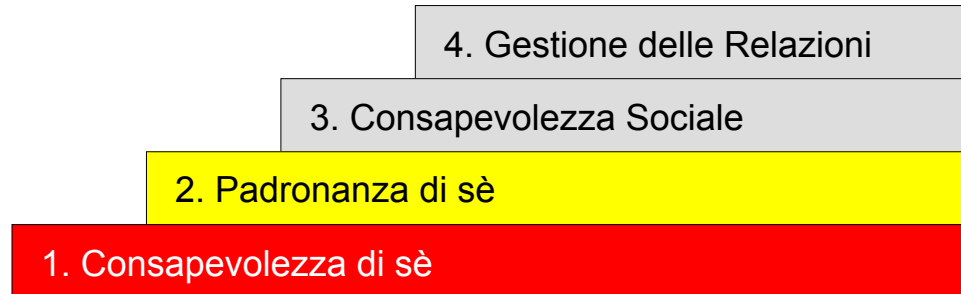 4. Gestione delle Relazioni
3. Consapevolezza Sociale
2. Padronanza di sè
1. Consapevolezza di sè